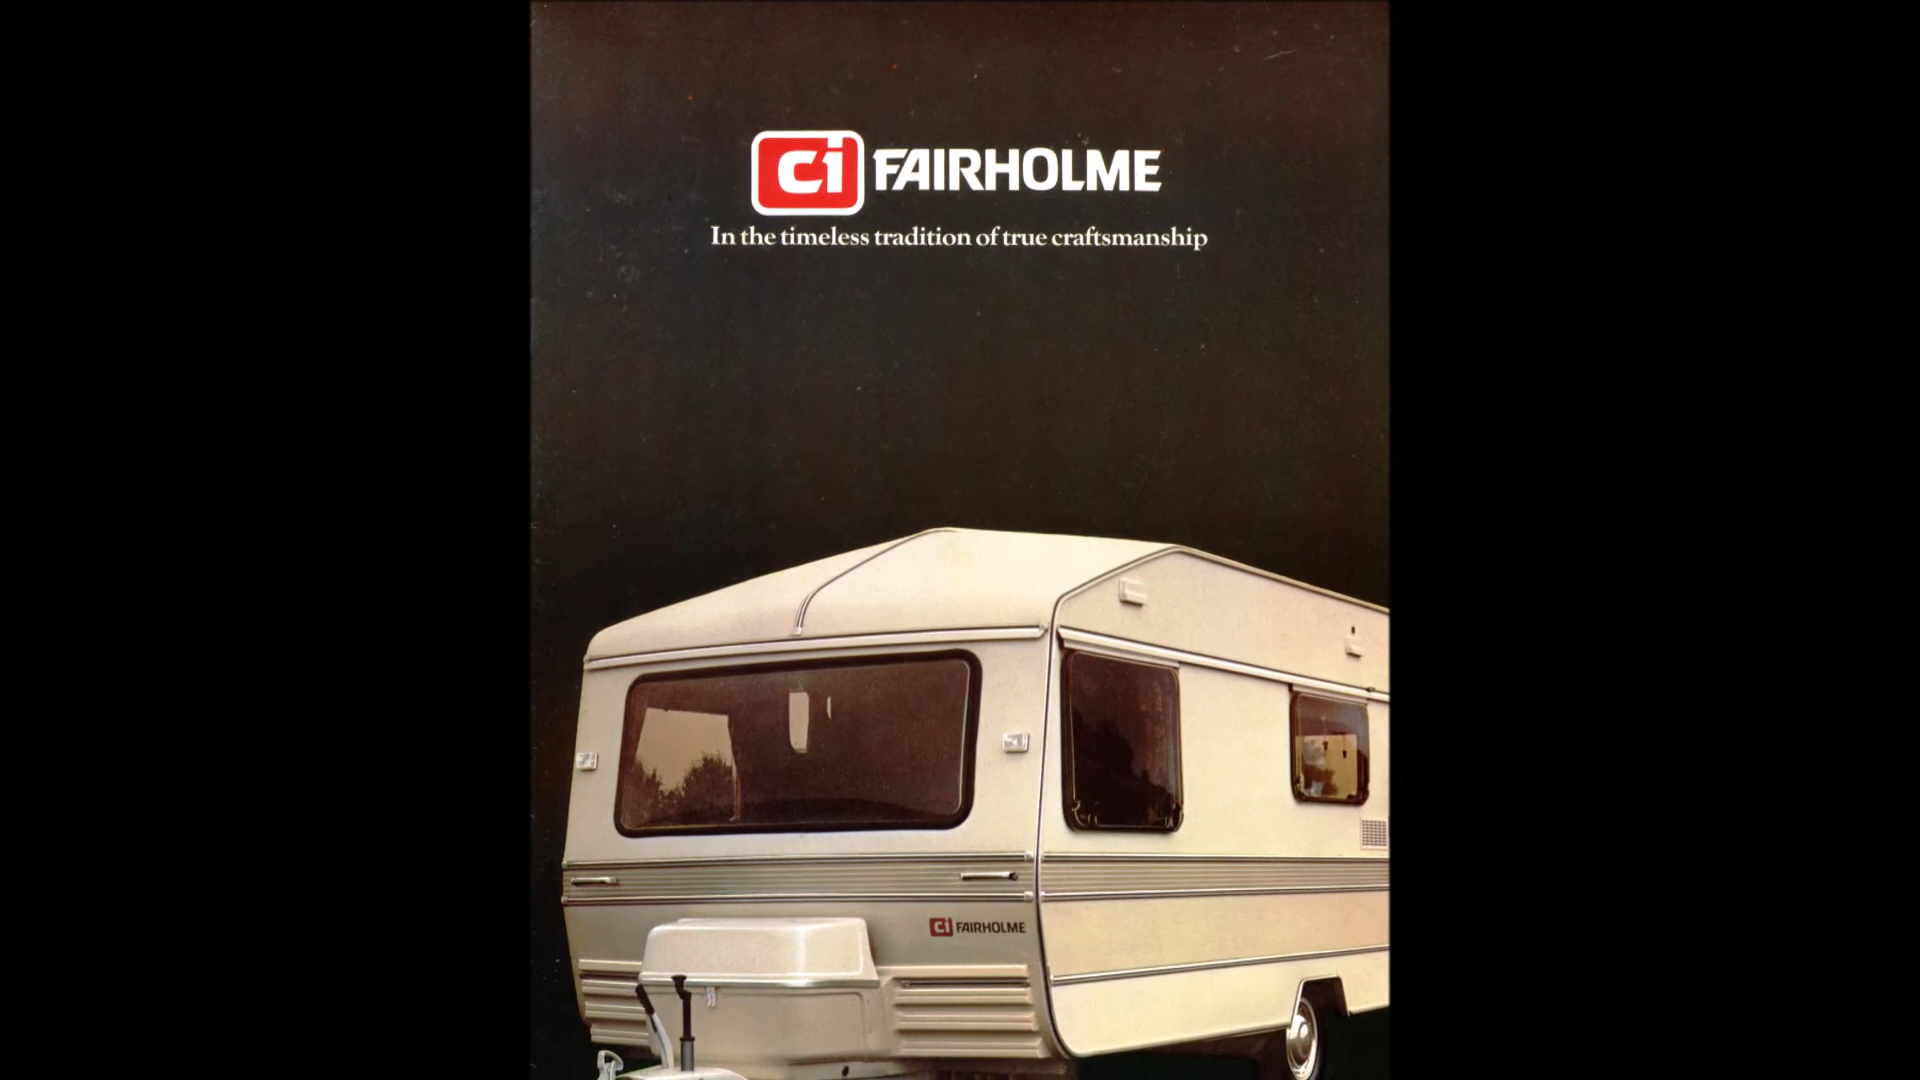 Ci FAIRHOLME
In the timeless tradition of true craftsmanship
Ci FAIRHOLME